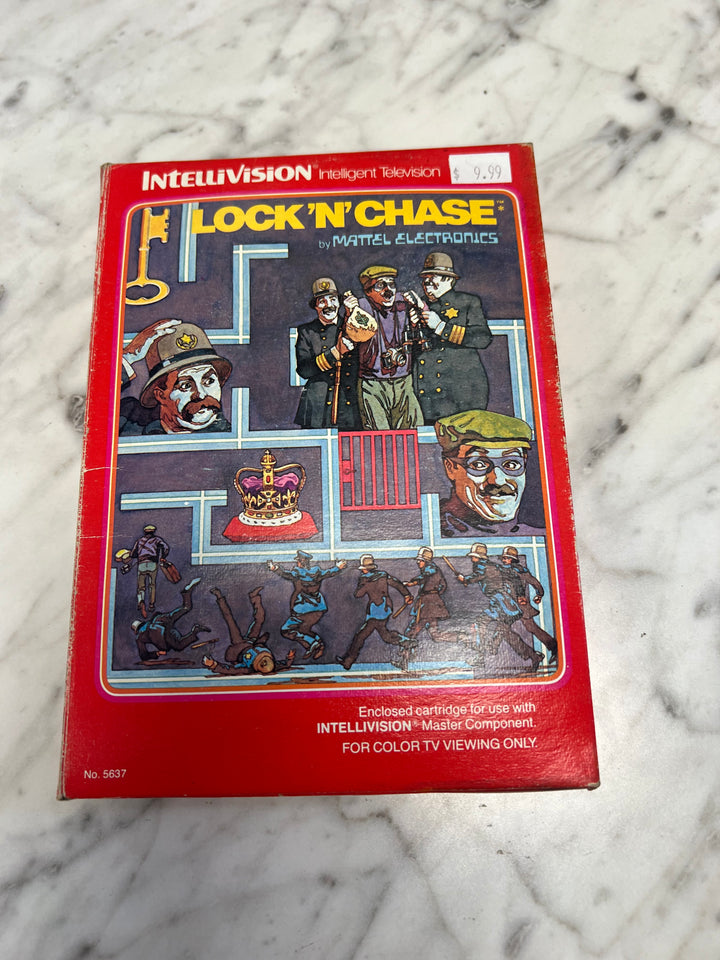 INTELLIVISION® Intelligent Television
$ 9.99
LOCK 'N' CHASE™*
by MATTEL ELECTRONICS
Enclosed cartridge for use with
INTELLIVISION® Master Component.
FOR COLOR TV VIEWING ONLY.
No. 5637